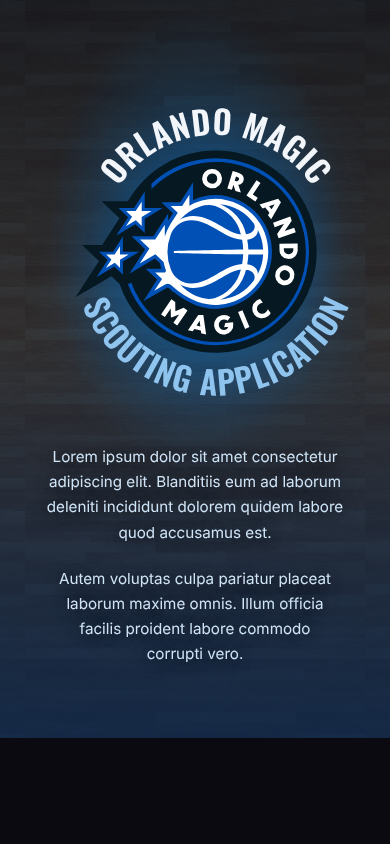 ORLANDO MAGIC
ORLANDO
MAGIC
SCOUTING APPLICATION
Lorem ipsum dolor sit amet consectetur
adipiscing elit. Blanditiis eum ad laborum
deleniti incididunt dolorem quidem labore
quod accusamus est.
Autem voluptas culpa pariatur placeat
laborum maxime omnis. Illum officia
facilis proident labore commodo
corrupti vero.